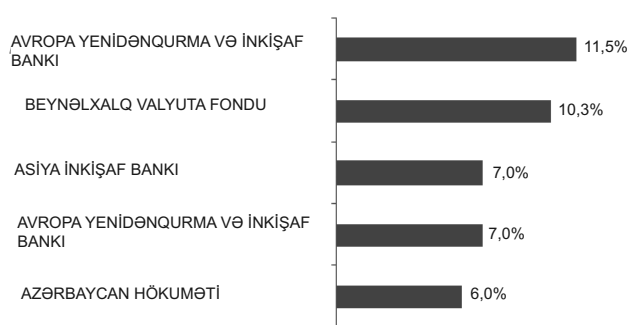 AVROPA YENİDƏNQURMA VƏ İNKİŞAF
BANKI
11,5%
BEYNƏLXALQ VALYUTA FONDU
10,3%
ASİYA İNKİŞAF BANKI
7,0%
AVROPA YENİDƏNQURMA VƏ İNKİŞAF
BANKI
7,0%
AZƏRBAYCAN HÖKUMƏTİ
6,0%